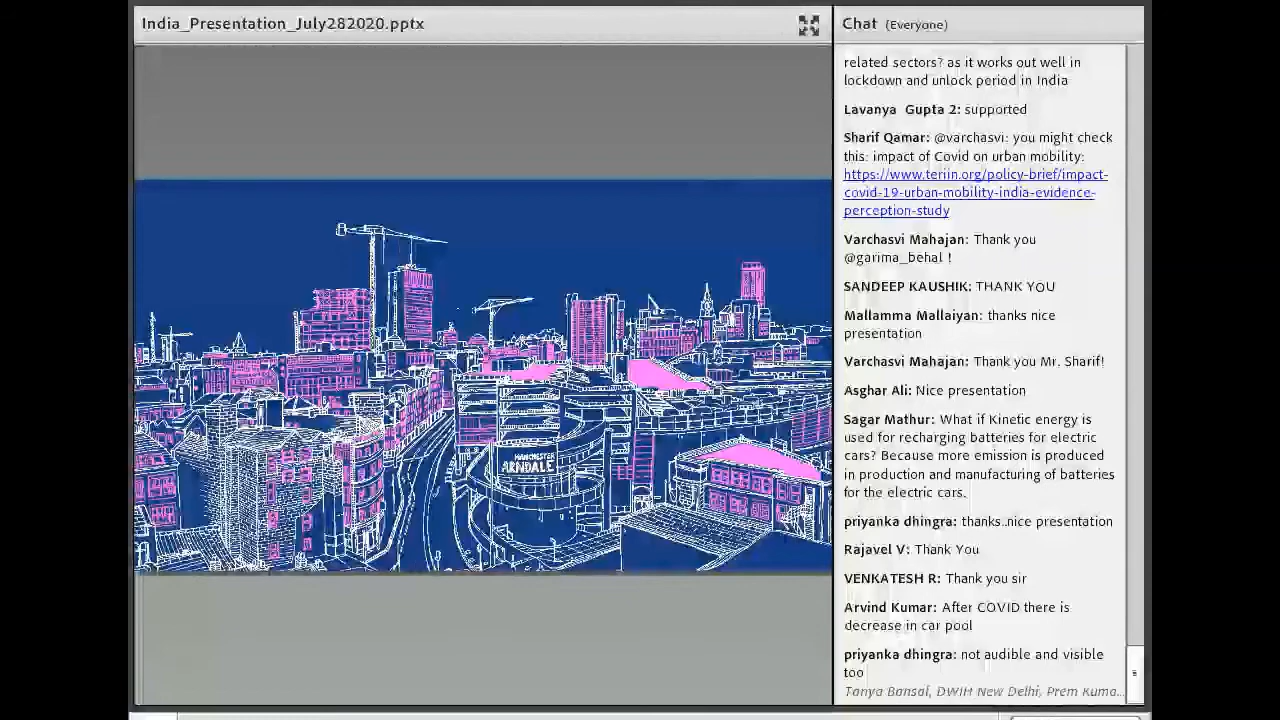 India_Presentation_July282020.pptx
MANCHESTER
ARNDALE
Chat (Everyone)
related sectors? as it works out well in
lockdown and unlock period in India
Lavanya Gupta 2: supported
Sharif Qamar: @varchasvi: you might check
this: impact of Covid on urban mobility:
https://www.teriin.org/policy-brief/impact-
covid-19-urban-mobility-india-evidence-
perception-study
Varchasvi Mahajan: Thank you
@garima_behal !
SANDEEP KAUSHIK: THANK YOU
Mallamma Mallaiyan: thanks nice
presentation
Varchasvi Mahajan: Thank you Mr. Sharif!
Asghar Ali: Nice presentation
Sagar Mathur: What if Kinetic energy is
used for recharging batteries for electric
cars? Because more emission is produced
in production and manufacturing of batteries
for the electric cars.
priyanka dhingra: thanks..nice presentation
Rajavel V: Thank You
VENKATESH R: Thank you sir
Arvind Kumar: After COVID there is
decrease in car pool
priyanka dhingra: not audible and visible
too
Tanya Bansal, DWIH New Delhi, Prem Kuma...